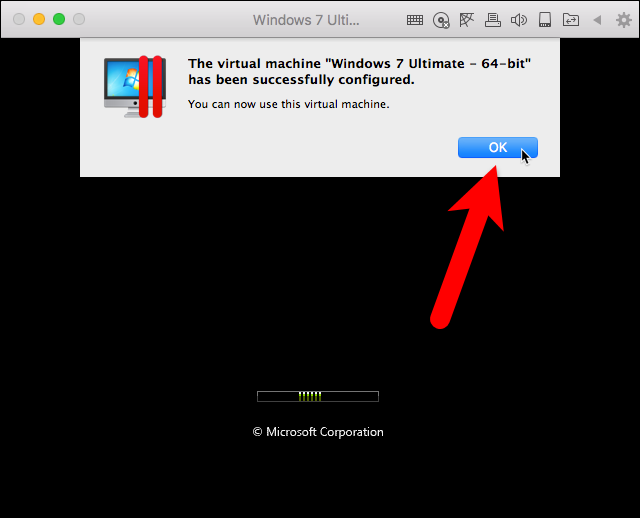 Windows 7 Ulti...
The virtual machine "Windows 7 Ultimate - 64-bit"
has been successfully configured.
You can now use this virtual machine.
OK
© Microsoft Corporation